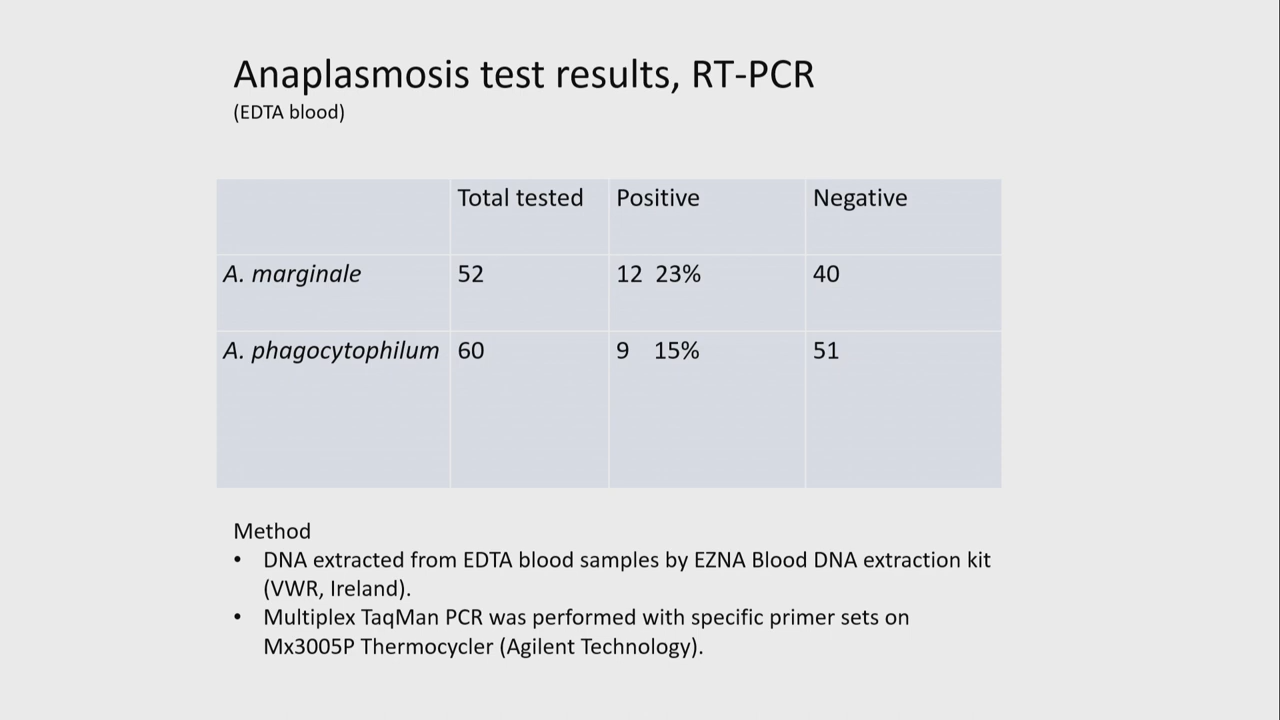 Anaplasmosis test results, RT-PCR
(EDTA blood)
Total tested Positive Negative
A. marginale 52 12 23% 40
A. phagocytophilum 60 9 15% 51
Method
• DNA extracted from EDTA blood samples by EZNA Blood DNA extraction kit
(VWR, Ireland).
• Multiplex TaqMan PCR was performed with specific primer sets on
Mx3005P Thermocycler (Agilent Technology).